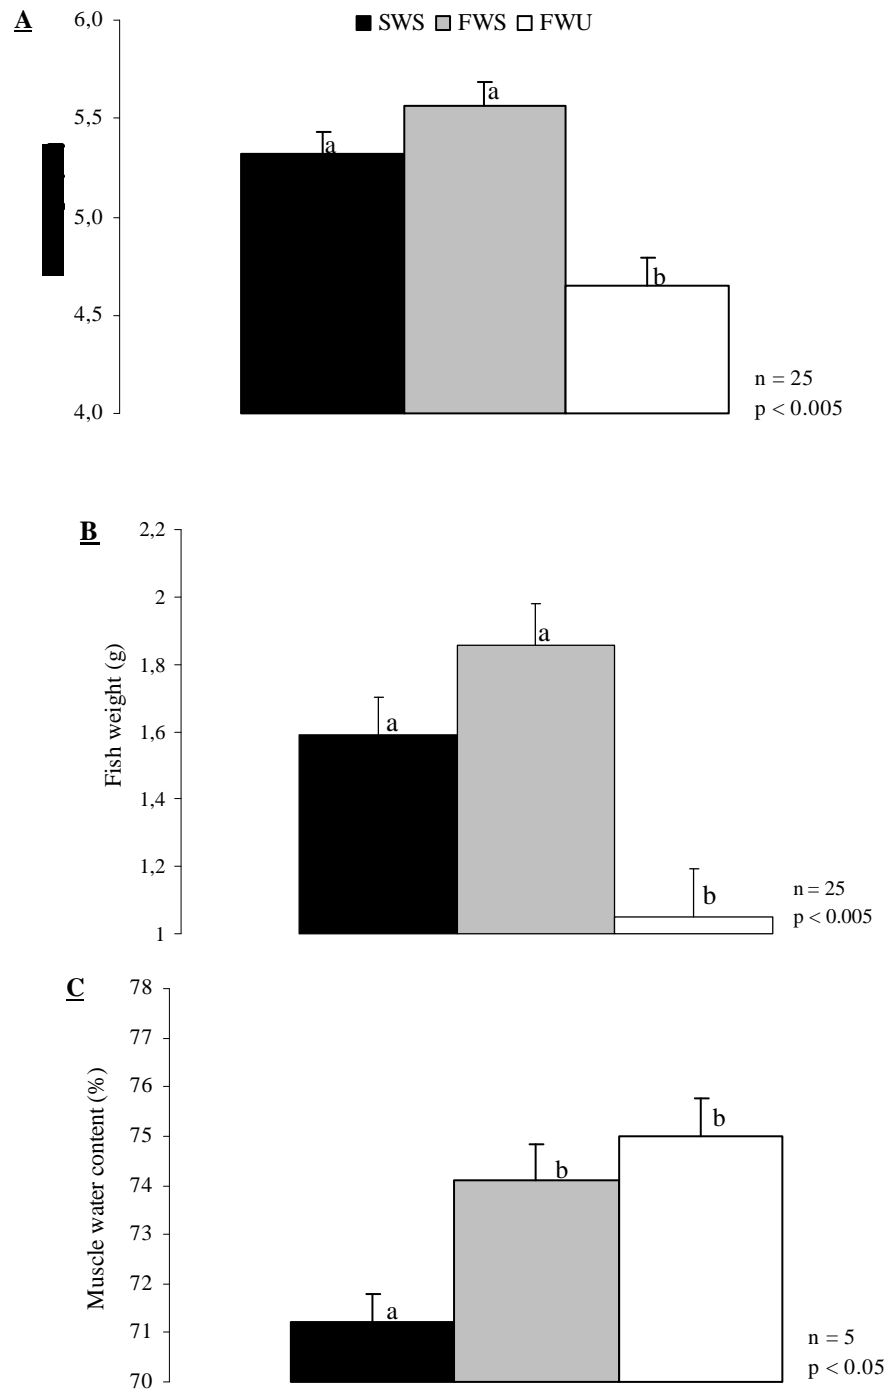 A
SWS FWS FWU
6,0
5,5
5,0
4,5
4,0
a
a
b
n = 25
p < 0.005
B
Fish weight (g)
2,2
2
1,8
1,6
1,4
1,2
1
a
a
b
n = 25
p < 0.005
C
Muscle water content (%)
78
77
76
75
74
73
72
71
70
a
b
b
n = 5
p < 0.05